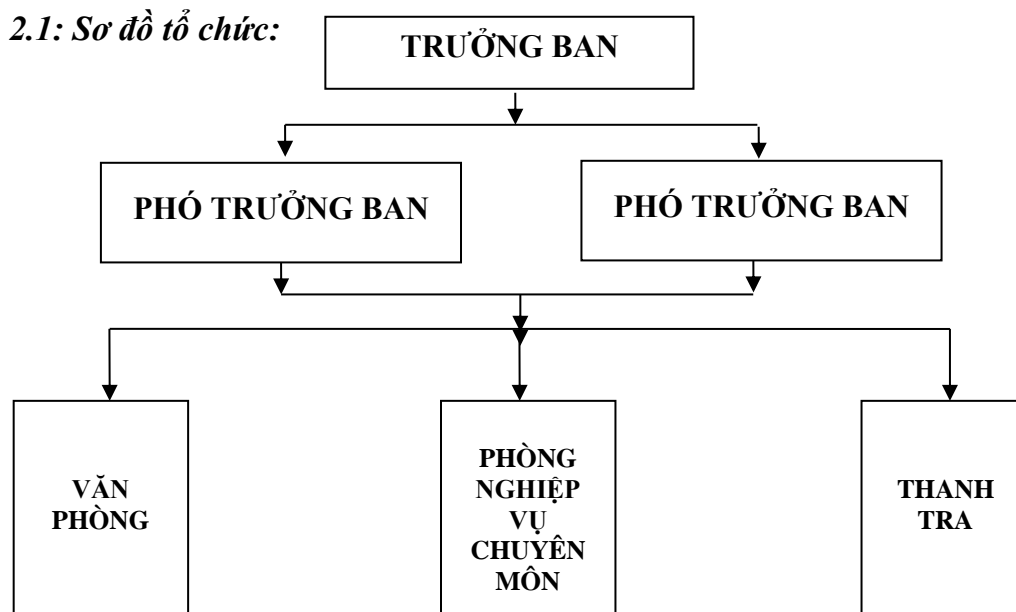 2.1: Sơ đồ tổ chức:
TRƯỞNG BAN
PHÓ TRƯỞNG BAN
PHÓ TRƯỞNG BAN
VĂN
PHÒNG
PHÒNG
NGHIỆP
VỤ
CHUYÊN
MÔN
THANH
TRA